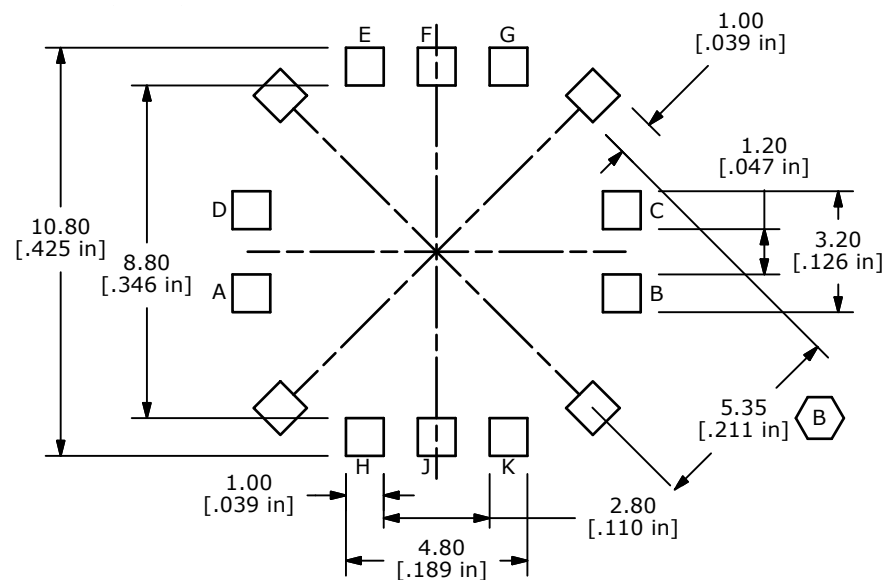 E F G
1.00
[.039 in]
1.20
[.047 in]
D
C
10.80
[.425 in]
8.80
[.346 in]
3.20
[.126 in]
A
B
5.35
[.211 in]
B
H J K
1.00
[.039 in]
2.80
[.110 in]
4.80
[.189 in]